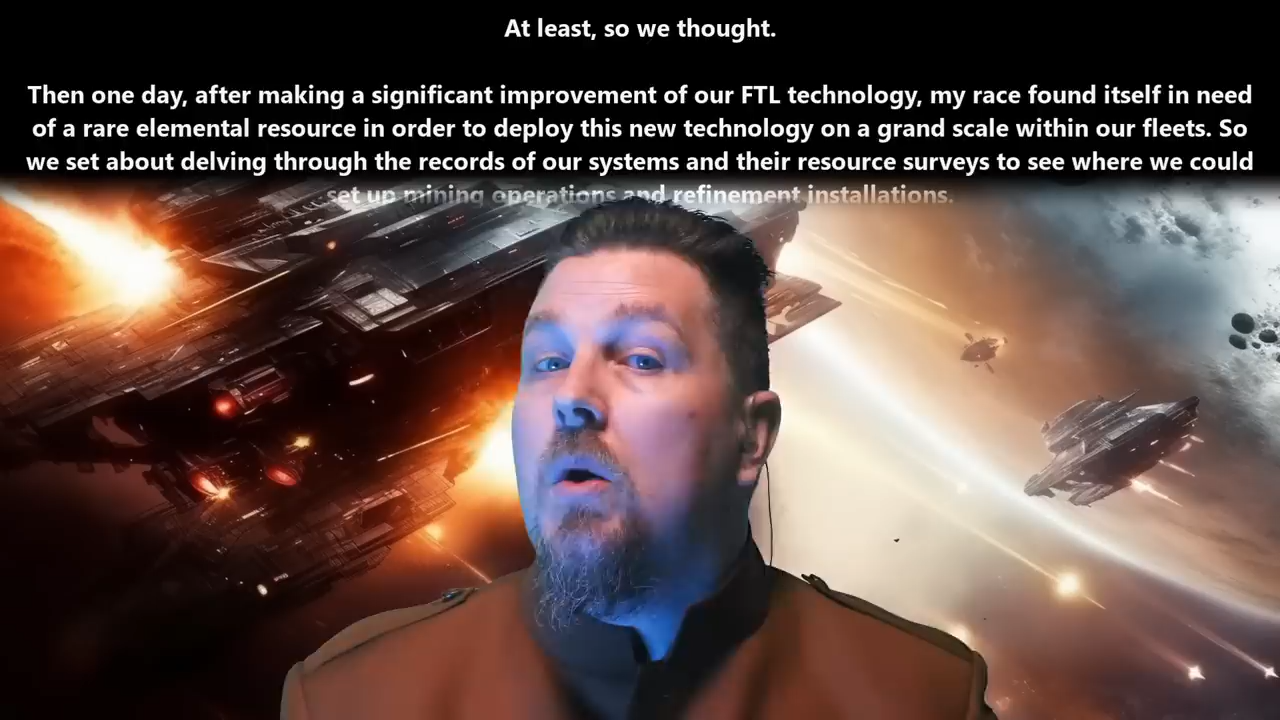 At least, so we thought.
Then one day, after making a significant improvement of our FTL technology, my race found itself in need
of a rare elemental resource in order to deploy this new technology on a grand scale within our fleets. So
we set about delving through the records of our systems and their resource surveys to see where we could
set up mining operations and refinement installations.